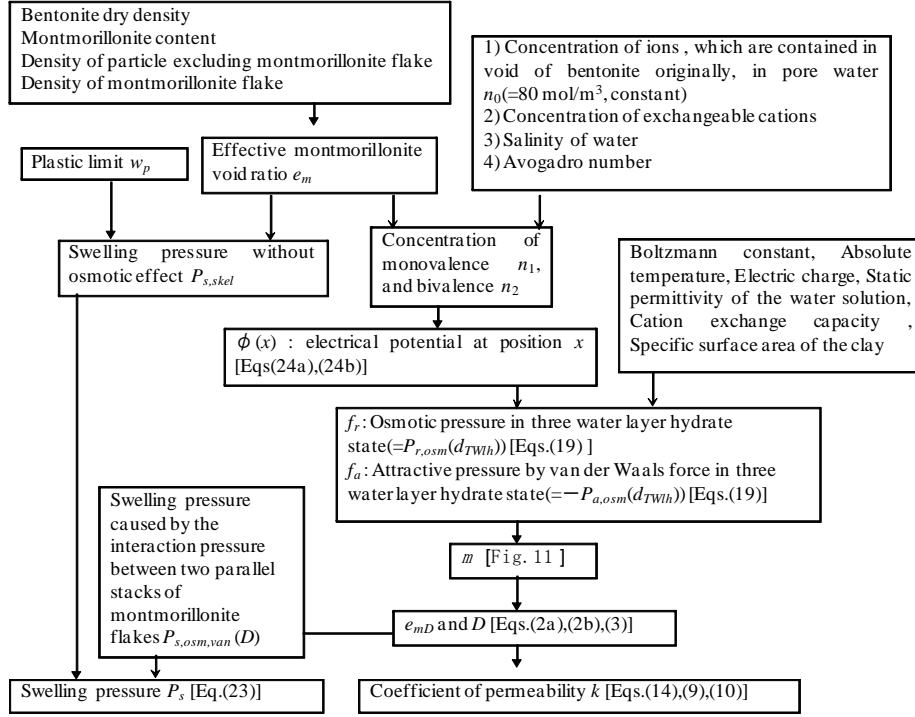 Bentonite dry density
Montmorillonite content
Density of particle excluding montmorillonite flake
Density of montmorillonite flake
1) Concentration of ions , which are contained in
void of bentonite originally, in pore water
n0(=80 mol/m3, constant)
2) Concentration of exchangeable cations
3) Salinity of water
4) Avogadro number
Plastic limit wp
Effective montmorillonite
void ratio em
Swelling pressure without
osmotic effect Ps,skel
Concentration of
monovalence n1,
and bivalence n2
Boltzmann constant, Absolute
temperature, Electric charge, Static
permittivity of the water solution,
Cation exchange capacity ,
Specific surface area of the clay
ϕ(x) : electrical potential at position x
[Eqs(24a),(24b)]
fr: Osmotic pressure in three water layer hydrate
state(=Pr,osm(dTWlh)) [Eqs.(19) ]
fa: Attractive pressure by van der Waals force in three
water layer hydrate state(=−Pa,osm(dTWlh)) [Eqs.(19)]
Swelling pressure
caused by the
interaction pressure
between two parallel
stacks of
montmorillonite
flakes Ps,osm,van (D)
m [Fig. 11 ]
emD and D [Eqs.(2a),(2b),(3)]
Swelling pressure Ps [Eq.(23)]
Coefficient of permeability k [Eqs.(14),(9),(10)]